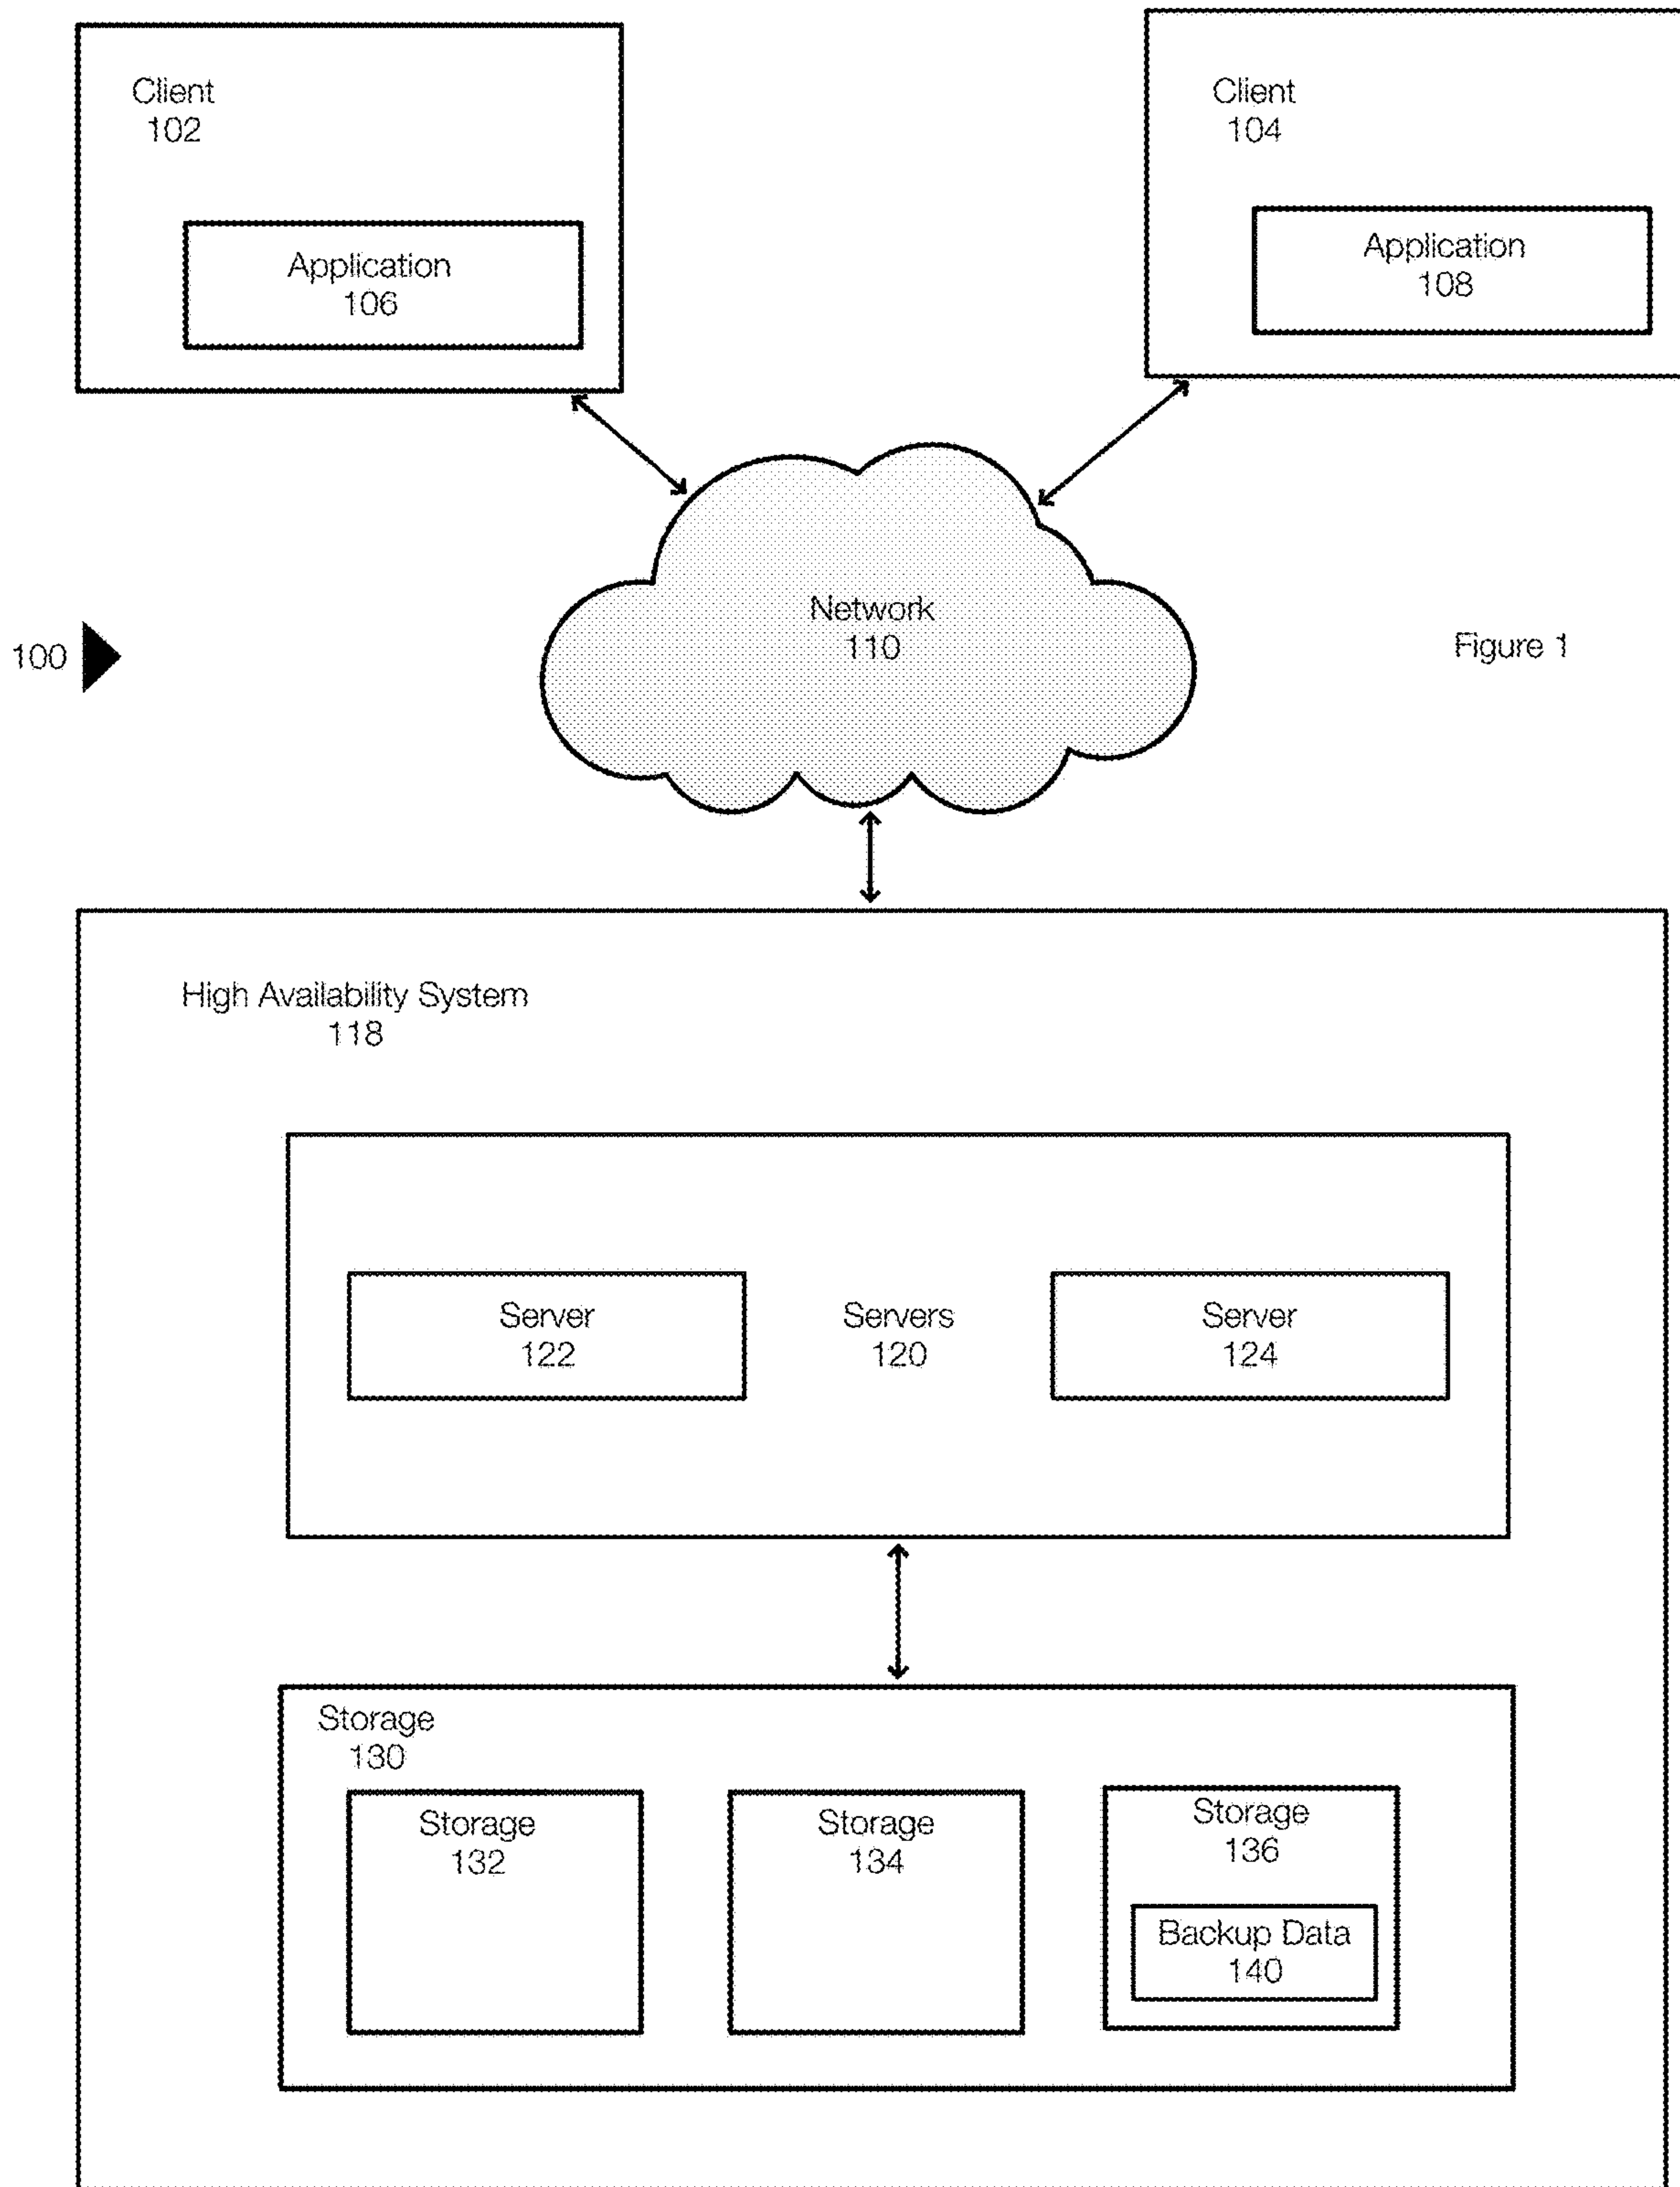 Client
102
Application
106
Client
104
Application
108
Network
110
100
Figure 1
High Availability System
118
Server
122
Servers
120
Server
124
Storage
130
Storage
132
Storage
134
Storage
136
Backup Data
140